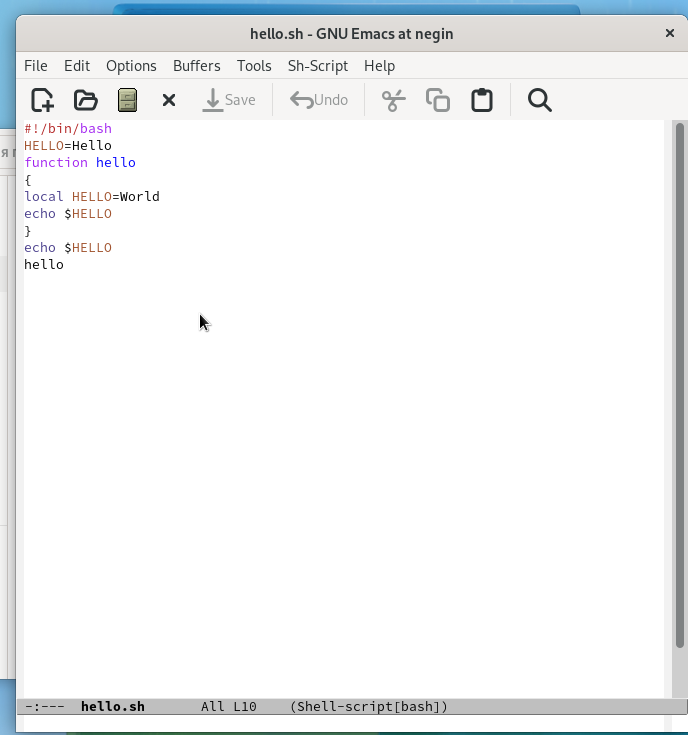 hello.sh - GNU Emacs at negin
File Edit Options Buffers Tools Sh-Script Help
Save Undo
#!/bin/bash
HELLO=Hello
function hello
{
local HELLO=World
echo $HELLO
}
echo $HELLO
hello
-:--- hello.sh All L10 (Shell-script[bash])